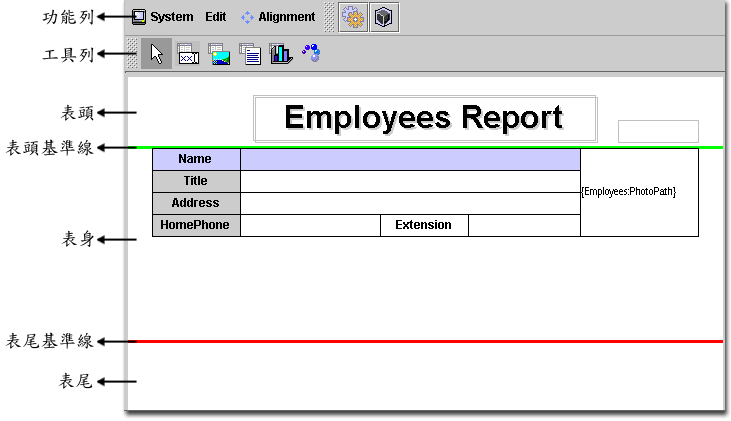 功能列 System Edit Alignment
工具列
表頭 Employees Report
表頭基準線
Name
Title
{Employees:PhotoPath}
Address
HomePhone Extension
表身
表尾基準線
表尾